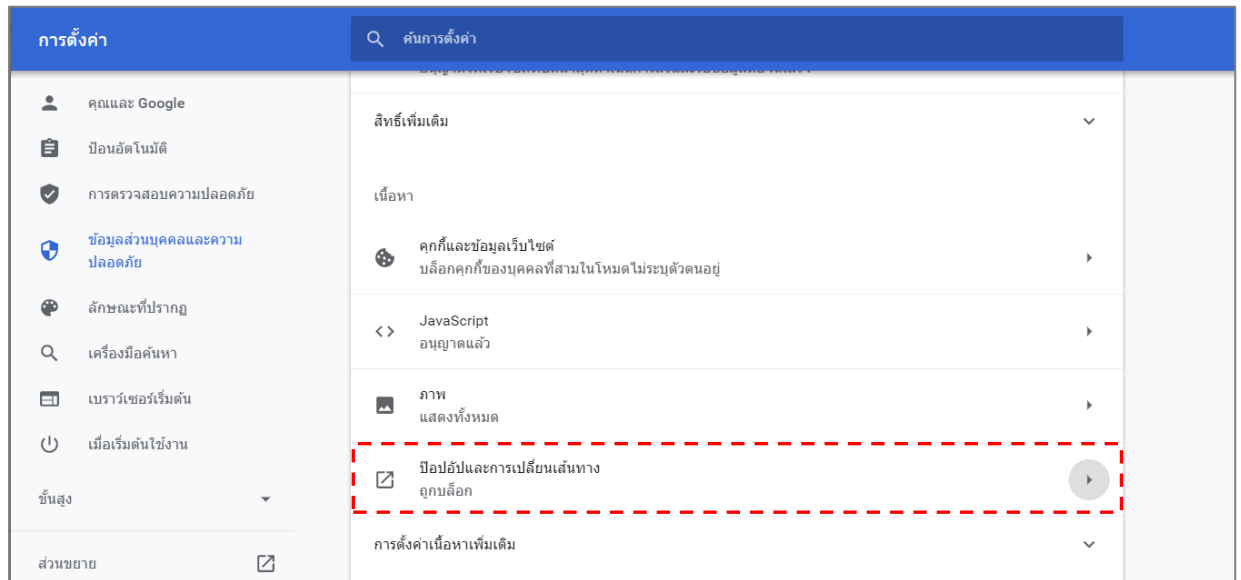 การตั้งค่า
ค้นการตั้งค่า
คุณและ Google
ป้อนอัตโนมัติ
การตรวจสอบความปลอดภัย
ข้อมูลส่วนบุคคลและความ
ปลอดภัย
ลักษณะที่ปรากฏ
เครื่องมือค้นหา
เบราว์เซอร์เริ่มต้น
เมื่อเริ่มต้นใช้งาน
ขั้นสูง
ส่วนขยาย
สิทธิ์เพิ่มเติม
เนื้อหา
คุกกี้และข้อมูลเว็บไซต์
บล็อกคุกกี้ของบุคคลที่สามในโหมดไม่ระบุตัวตนอยู่
JavaScript
อนุญาตแล้ว
ภาพ
แสดงทั้งหมด
ป๊อปอัปและการเปลี่ยนเส้นทาง
ถูกบล็อก
การตั้งค่าเนื้อหาเพิ่มเติม